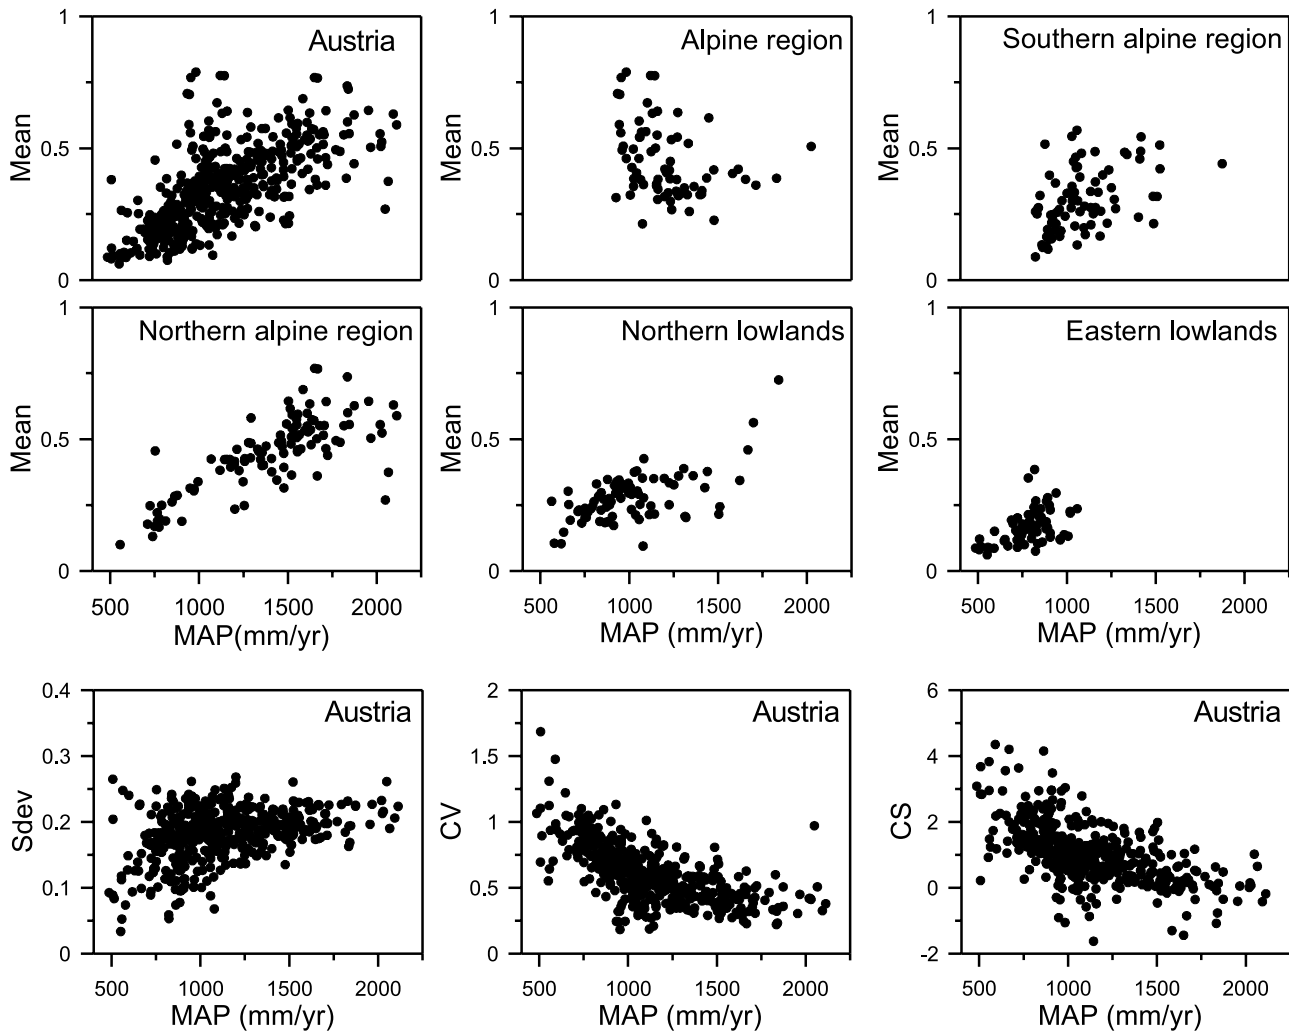 1
Austria
Mean
0.5
0
1
Alpine region
Mean
0.5
0
1
Southern alpine region
Mean
0.5
0
1
Northern alpine region
Mean
0.5
0
500 1000 1500 2000
MAP(mm/yr)
1
Northern lowlands
Mean
0.5
0
500 1000 1500 2000
MAP (mm/yr)
1
Eastern lowlands
Mean
0.5
0
500 1000 1500 2000
MAP (mm/yr)
0.4
Austria
0.3
Sdev
0.2
0.1
0
500 1000 1500 2000
MAP (mm/yr)
2
Austria
1.5
CV
1
0.5
0
500 1000 1500 2000
MAP (mm/yr)
6
Austria
4
CS
2
0
-2
500 1000 1500 2000
MAP (mm/yr)